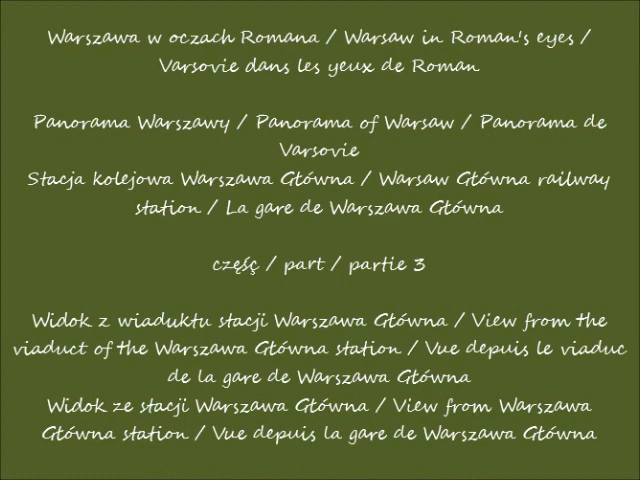 Warszawa w oczach Romana / Warsaw in Roman's eyes /
Varsovie dans les yeux de Roman
Panorama Warszawy / Panorama of Warsaw / Panorama de
Varsovie
Stacja kolejowa Warszawa Główna / Warsaw Główna railway
station / La gare de Warszawa Główna
częśç / part / partie 3
Widok z wiaduktu stacji Warszawa Główna / View from the
viaduct of the Warszawa Główna station / Vue depuis le viaduc
de la gare de Warszawa Główna
Widok ze stacji Warszawa Główna / View from Warszawa
Główna station / Vue depuis la gare de Warszawa Główna